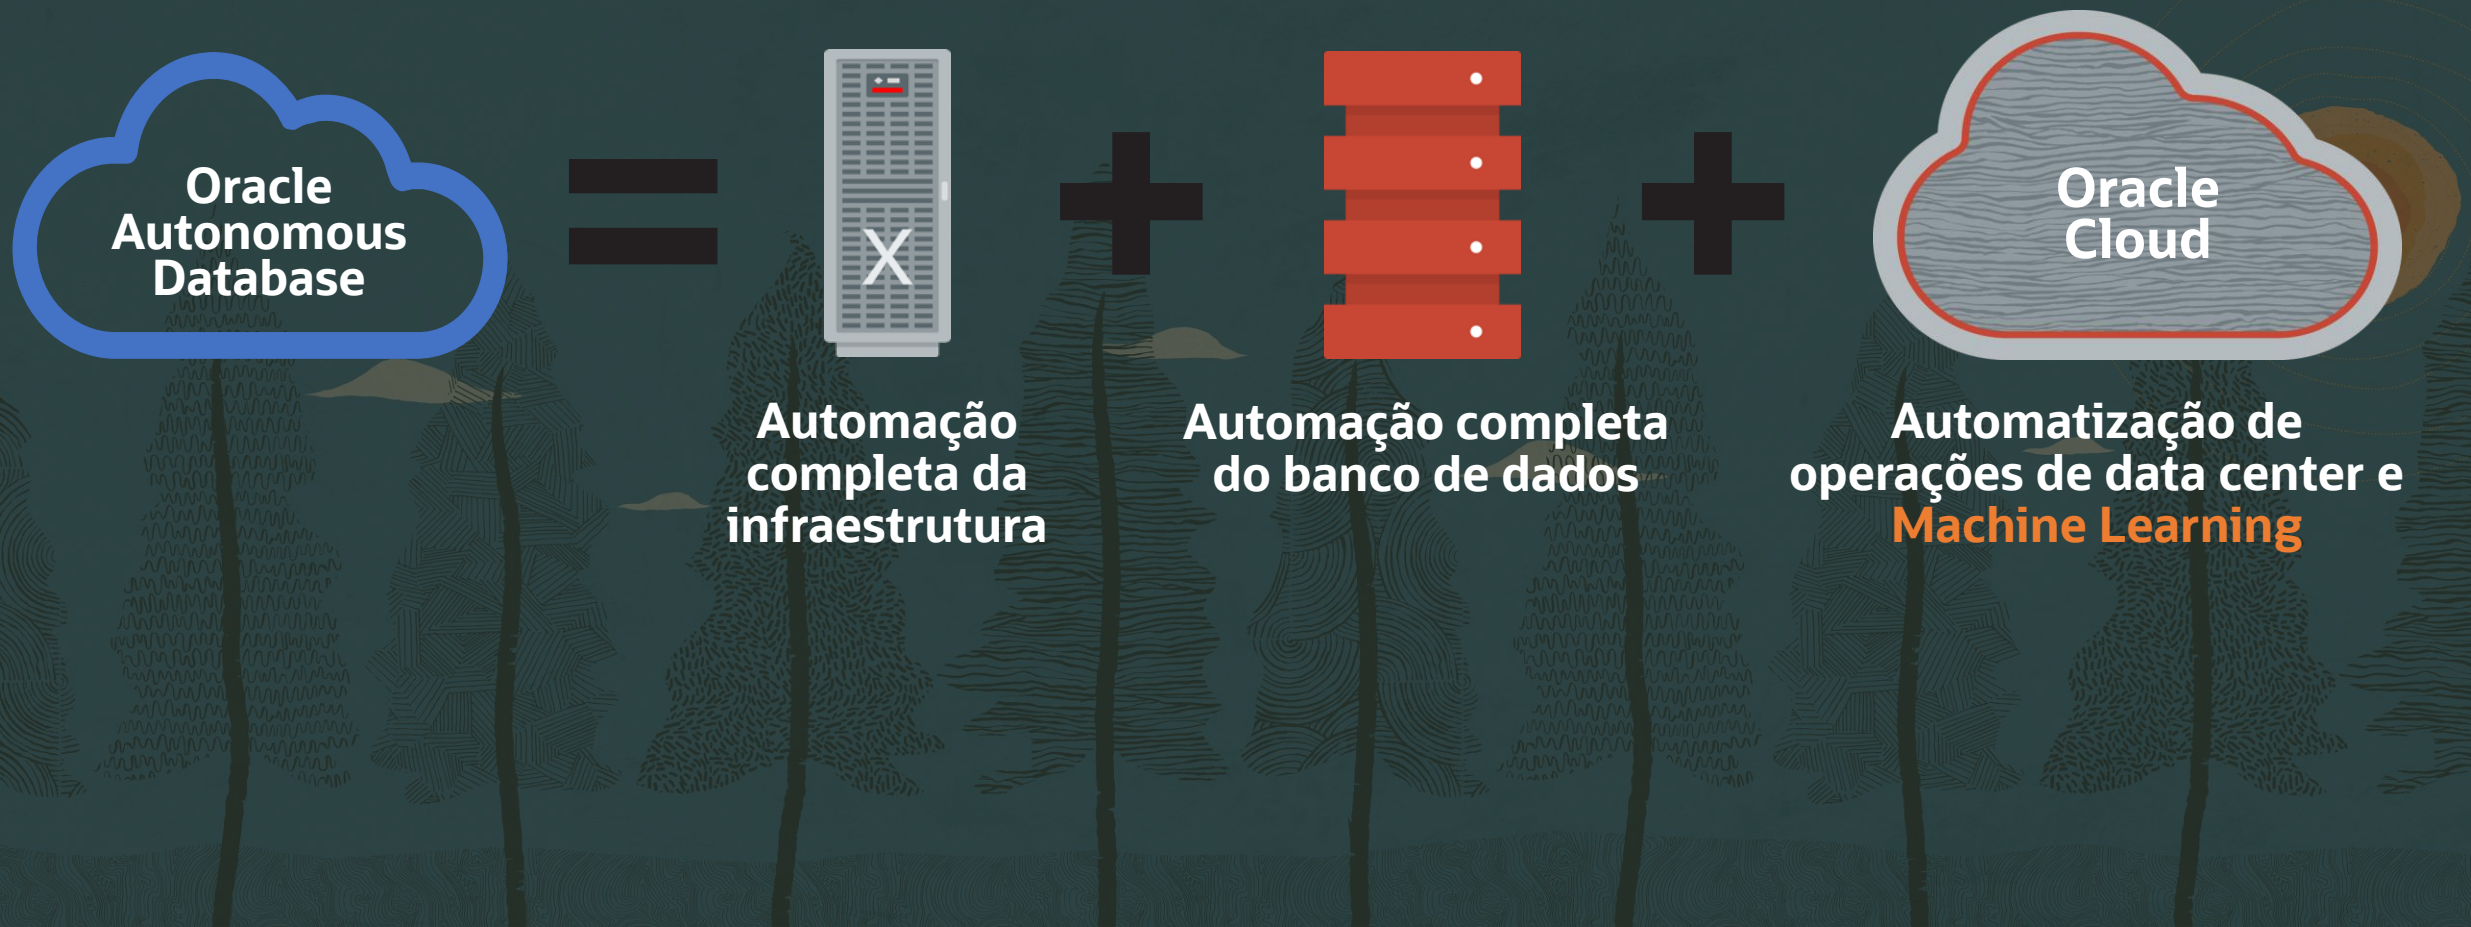 Oracle
Autonomous
Database
=
X
+
+
Oracle
Cloud
Automação
completa da
infraestrutura
Automação completa
do banco de dados
Automatização de
operações de data center e
Machine Learning